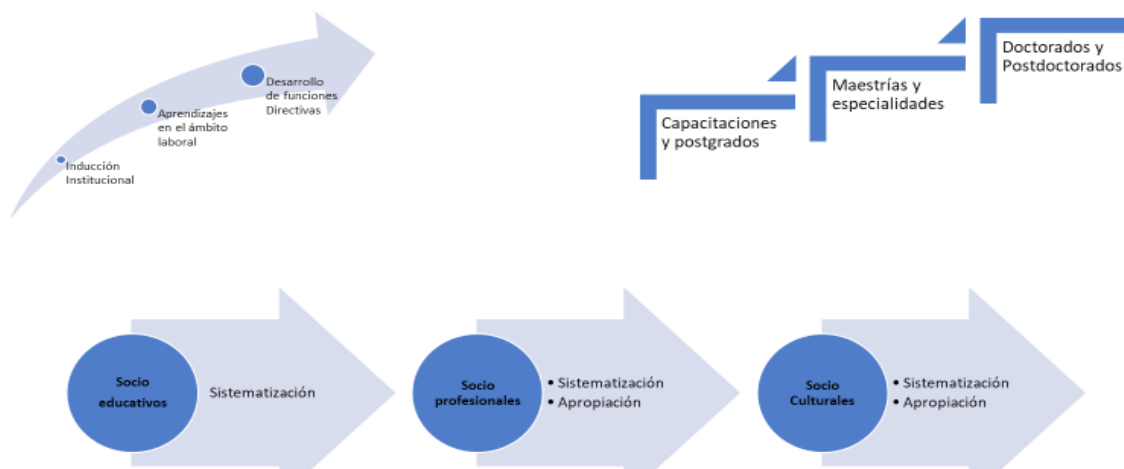 Inducción
Institucional
Aprendizajes
en el ámbito
laboral
Desarrollo
de funciones
Directivas
Capacitaciones
y postgrados
Maestrías y
especialidades
Doctorados y
Postdoctorados
Socio
educativos
Sistematización
Socio
profesionales
• Sistematización
• Apropiación
Socio
Culturales
• Sistematización
• Apropiación